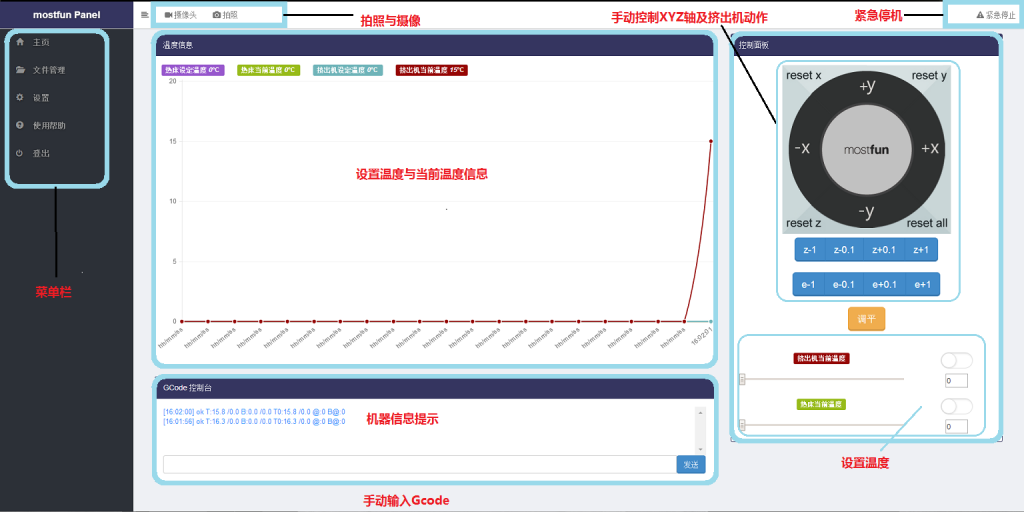 mostfun Panel
摄像头 拍照
拍照与摄像
手动控制XYZ轴及挤出机动作
紧急停机
紧急停止
主页
文件管理
设置
使用帮助
登出
菜单栏
温度信息
热床设定温度 0°C 热床当前温度 0°C 挤出机设定温度 0°C 挤出机当前温度 15°C
20
15
10
5
0
设置温度与当前温度信息
hh/mm/ss hh/mm/ss hh/mm/ss hh/mm/ss hh/mm/ss hh/mm/ss hh/mm/ss hh/mm/ss hh/mm/ss hh/mm/ss hh/mm/ss hh/mm/ss hh/mm/ss hh/mm/ss hh/mm/ss hh/mm/ss hh/mm/ss hh/mm/ss hh/mm/ss hh/mm/ss 16:02:01
GCode 控制台
[16:02:00] ok T:15.8 /0.0 B:0.0 /0.0 T0:15.8 /0.0 @:0 B@:0
[16:01:56] ok T:16.3 /0.0 B:0.0 /0.0 T0:16.3 /0.0 @:0 B@:0
机器信息提示
发送
手动输入Gcode
控制面板
reset x reset y
+y
-x mostfun +x
-y
reset z reset all
z-1 z-0.1 z+0.1 z+1
e-1 e-0.1 e+0.1 e+1
调平
挤出机当前温度
0
热床当前温度
0
设置温度